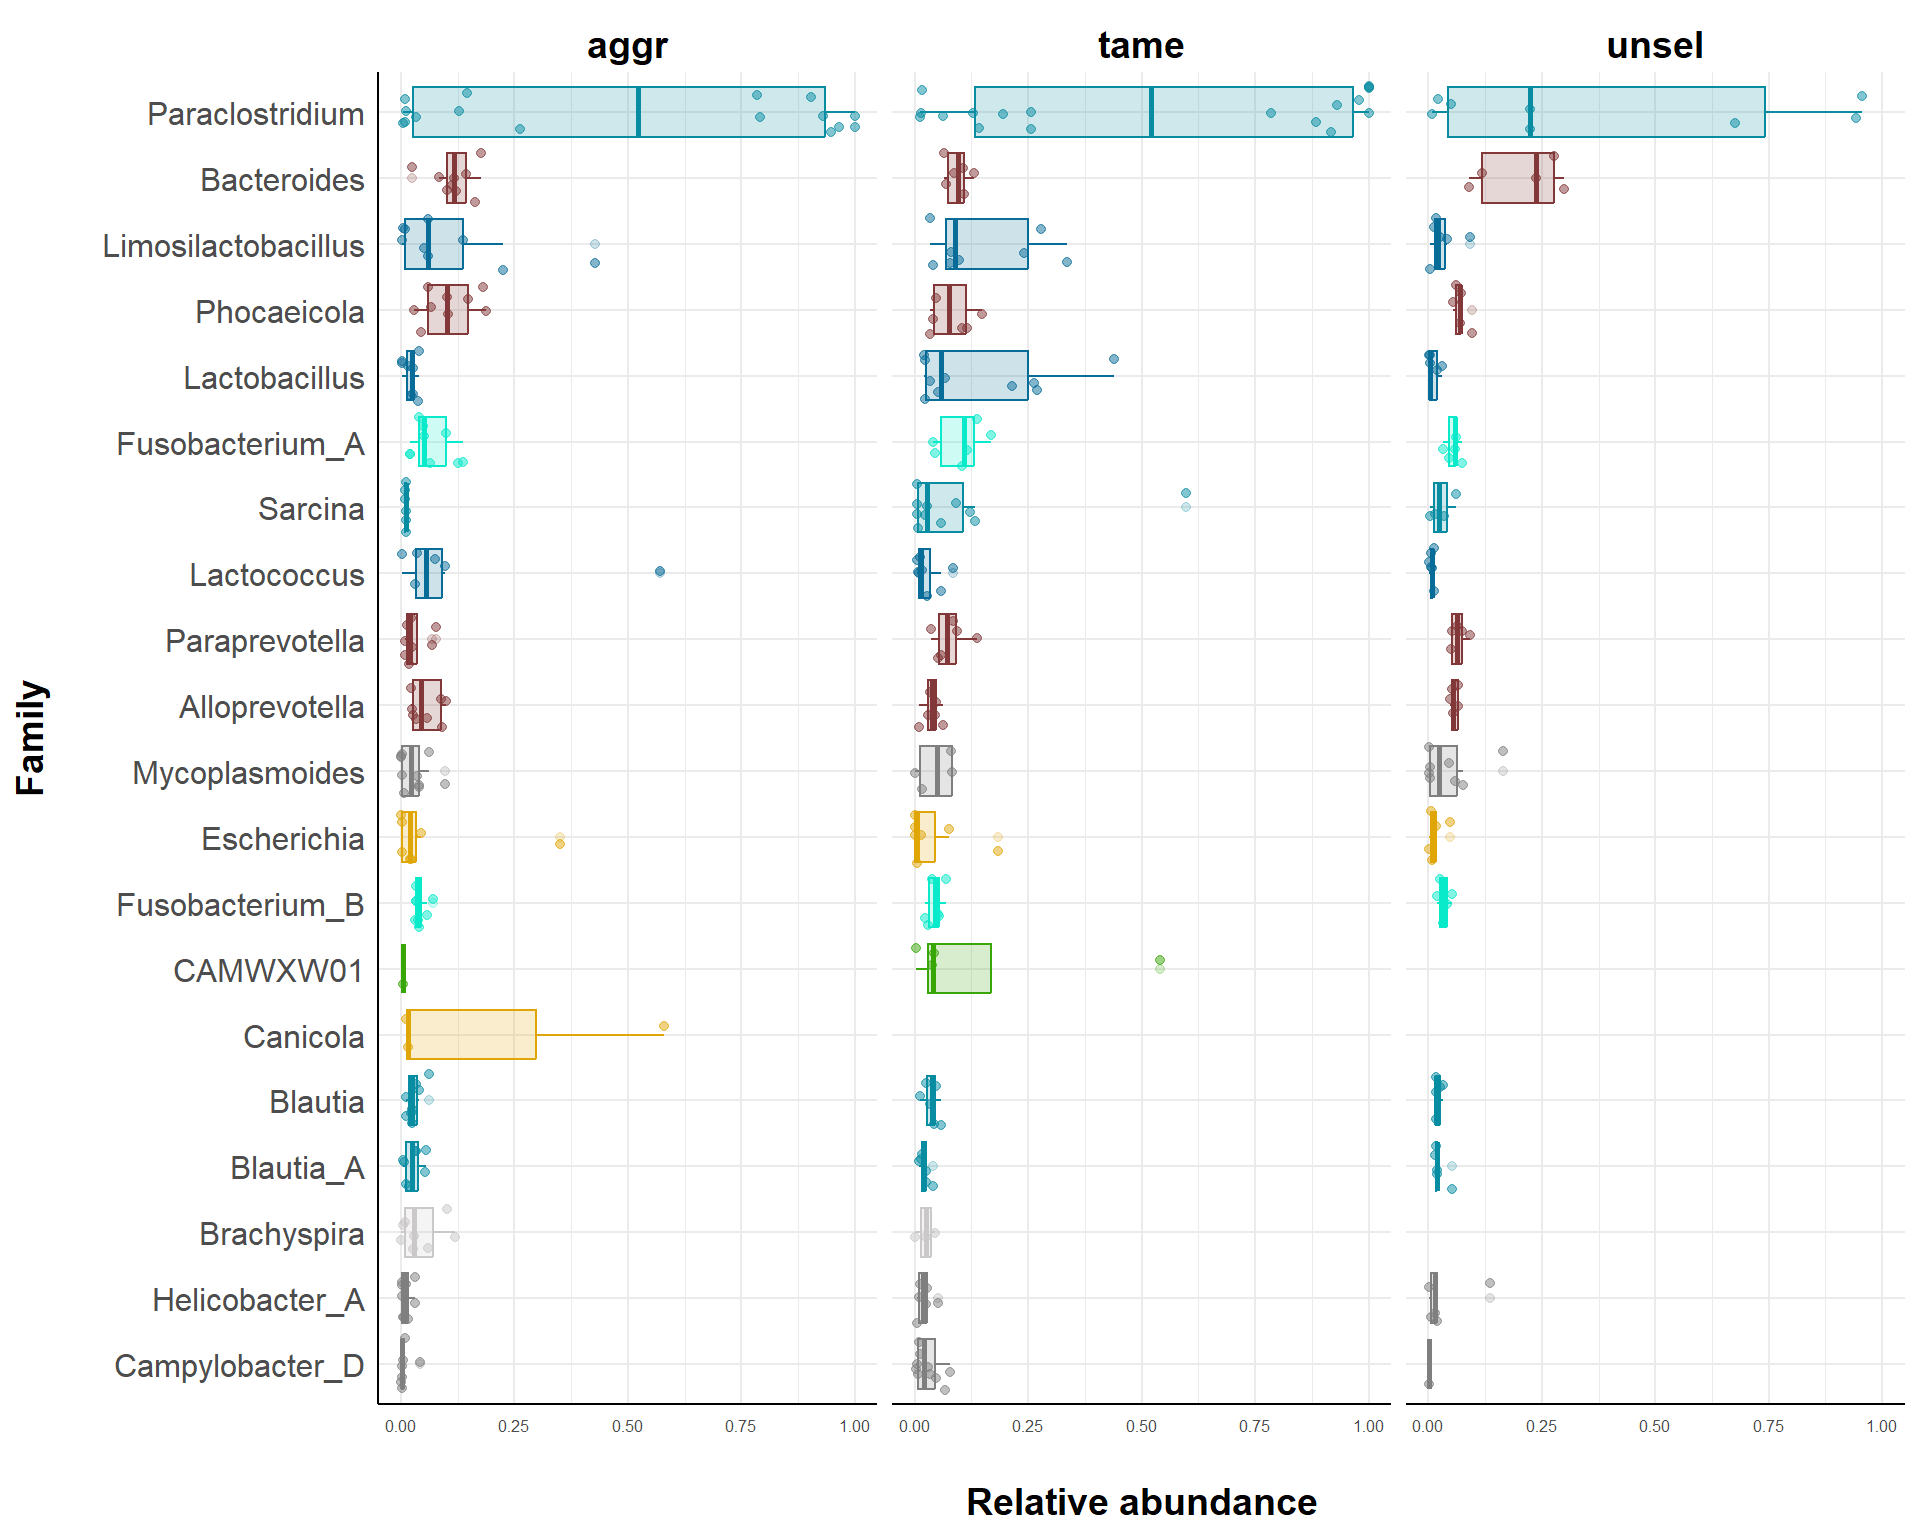 aggr tame unsel
Paraclostridium
Bacteroides
Limosilactobacillus
Phocaeicola
Lactobacillus
Fusobacterium_A
Sarcina
Lactococcus
Paraprevotella
Alloprevotella
Mycoplasmoides
Escherichia
Fusobacterium_B
CAMWXW01
Canicola
Blautia
Blautia_A
Brachyspira
Helicobacter_A
Campylobacter_D
Family
0.00 0.25 0.50 0.75 1.00 0.00 0.25 0.50 0.75 1.00 0.00 0.25 0.50 0.75 1.00
Relative abundance